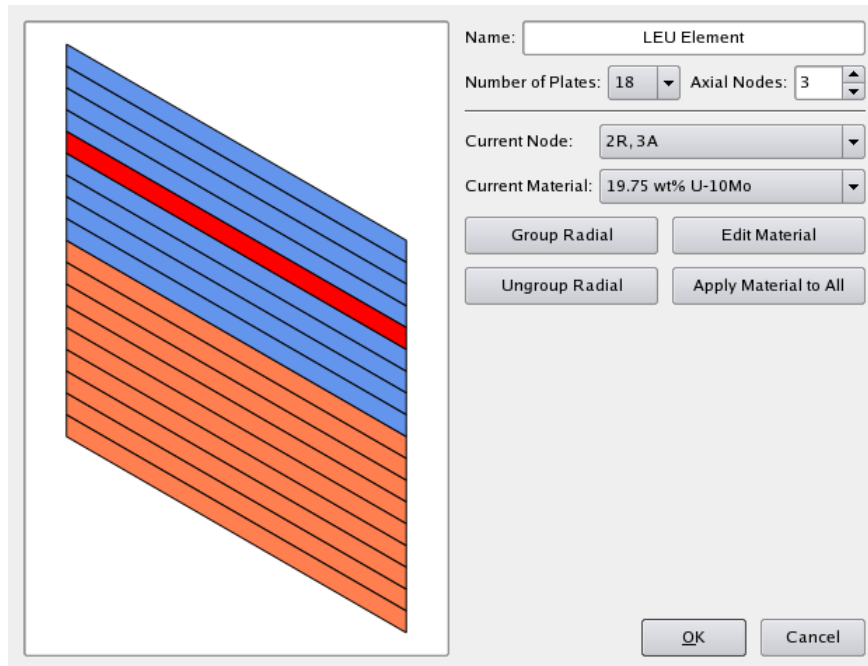 Name: LEU Element
Number of Plates: 18 Axial Nodes: 3
Current Node: 2R, 3A
Current Material: 19.75 wt% U-10Mo
Group Radial Edit Material
Ungroup Radial Apply Material to All
OK Cancel